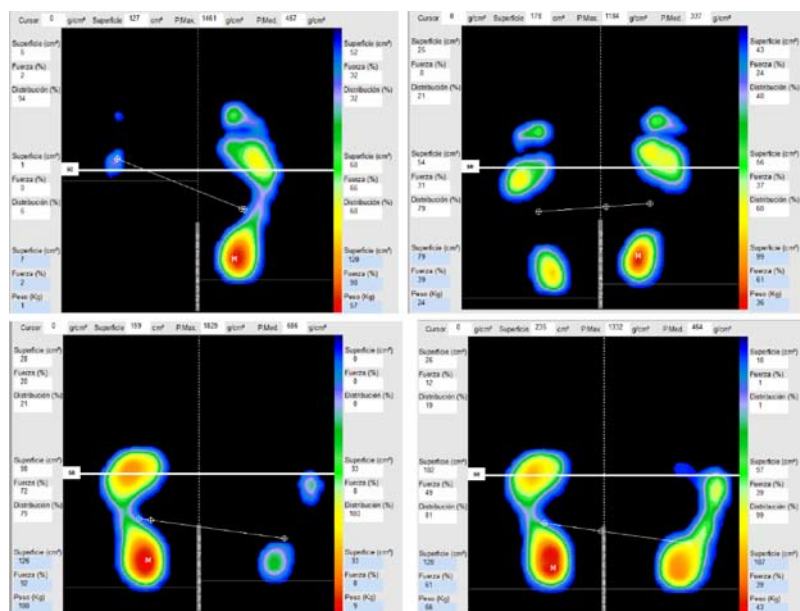 Cursor 0 g/cm² Superficie 127 cm² P.Max. 1461 g/cm² P.Med. 467 g/cm²
Superficie (cm²) Superficie (cm²)
52
Fuerza (%) Fuerza (%)
2 32
Distribución (%) Distribución (%)
94 32
Superficie (cm²) Superficie (cm²)
1 68
Fuerza (%) Fuerza (%)
0 66
Distribución (%) Distribución (%)
6 68
M
Superficie (cm²) Superficie (cm²)
7 120
Fuerza (%) Fuerza (%)
2 98
Peso (Kg) Peso (Kg)
1 57
Cursor 0 g/cm² Superficie 178 cm² P.Max. 1184 g/cm² P.Med. 337 g/cm²
Superficie (cm²) Superficie (cm²)
25 43
Fuerza (%) Fuerza (%)
8 24
Distribución (%) Distribución (%)
21 40
Superficie (cm²) Superficie (cm²)
54 56
Fuerza (%) Fuerza (%)
31 37
Distribución (%) Distribución (%)
79 60
M
Superficie (cm²) Superficie (cm²)
79 99
Fuerza (%) Fuerza (%)
39 61
Peso (Kg) Peso (Kg)
24 36
Cursor 0 g/cm² Superficie 159 cm² P.Max. 1829 g/cm² P.Med. 686 g/cm²
Superficie (cm²) Superficie (cm²)
28 0
Fuerza (%) Fuerza (%)
20 0
Distribución (%) Distribución (%)
21 0
Superficie (cm²) Superficie (cm²)
98 33
Fuerza (%) Fuerza (%)
72 8
Distribución (%) Distribución (%)
79 100
M
Superficie (cm²) Superficie (cm²)
126 33
Fuerza (%) Fuerza (%)
92 8
Peso (Kg) Peso (Kg)
100 9
Cursor 0 g/cm² Superficie 235 cm² P.Max. 1332 g/cm² P.Med. 464 g/cm²
Superficie (cm²) Superficie (cm²)
26 10
Fuerza (%) Fuerza (%)
12 1
Distribución (%) Distribución (%)
19 1
Superficie (cm²) Superficie (cm²)
102 97
Fuerza (%) Fuerza (%)
49 39
Distribución (%) Distribución (%)
81 99
M
Superficie (cm²) Superficie (cm²)
128 107
Fuerza (%) Fuerza (%)
61 39
Peso (Kg) Peso (Kg)
66 43